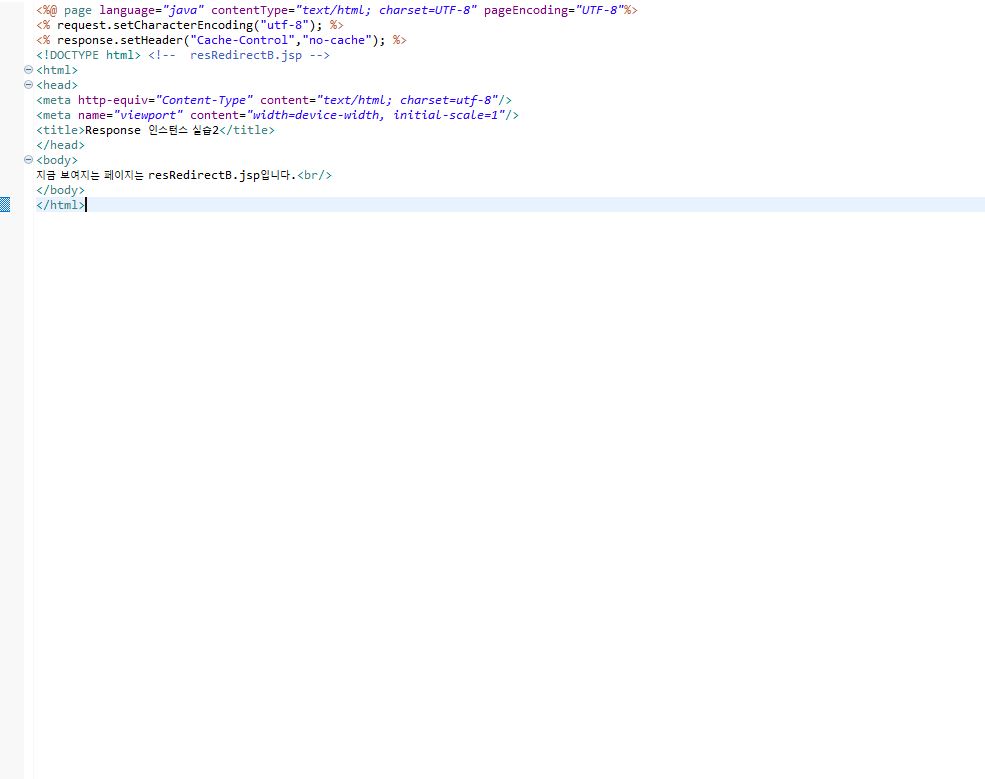 <%@ page language="java" contentType="text/html; charset=UTF-8" pageEncoding="UTF-8"%>
<% request.setCharacterEncoding("utf-8"); %>
<% response.setHeader("Cache-Control","no-cache"); %>
<!DOCTYPE html> <!--  resRedirectB.jsp -->
<html>
<head>
<meta http-equiv="Content-Type" content="text/html; charset=utf-8"/>
<meta name="viewport" content="width=device-width, initial-scale=1"/>
<title>Response 인스턴스 실습2</title>
</head>
<body>
지금 보여지는 페이지는 resRedirectB.jsp입니다.<br/>
</body>
</html>